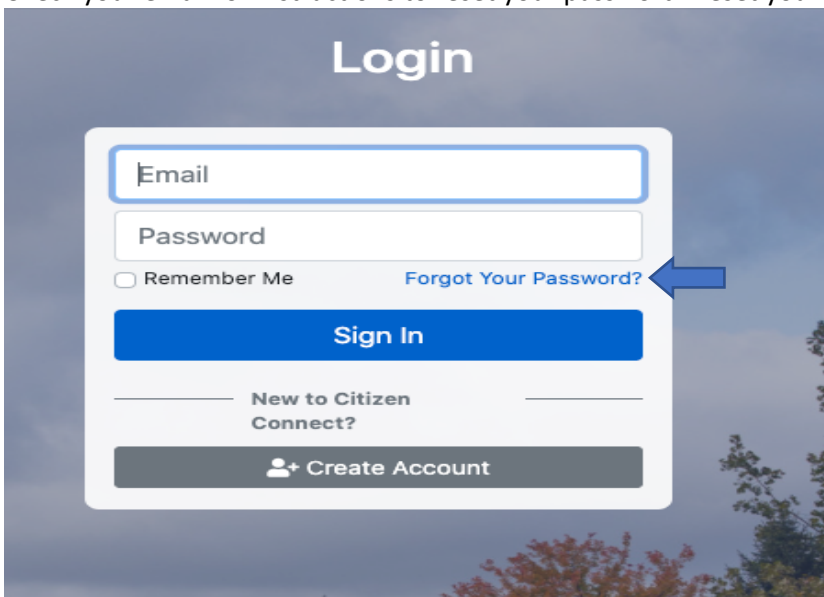 Login
Email
Password
Remember Me Forgot Your Password?
Sign In
New to Citizen
Connect?
Create Account